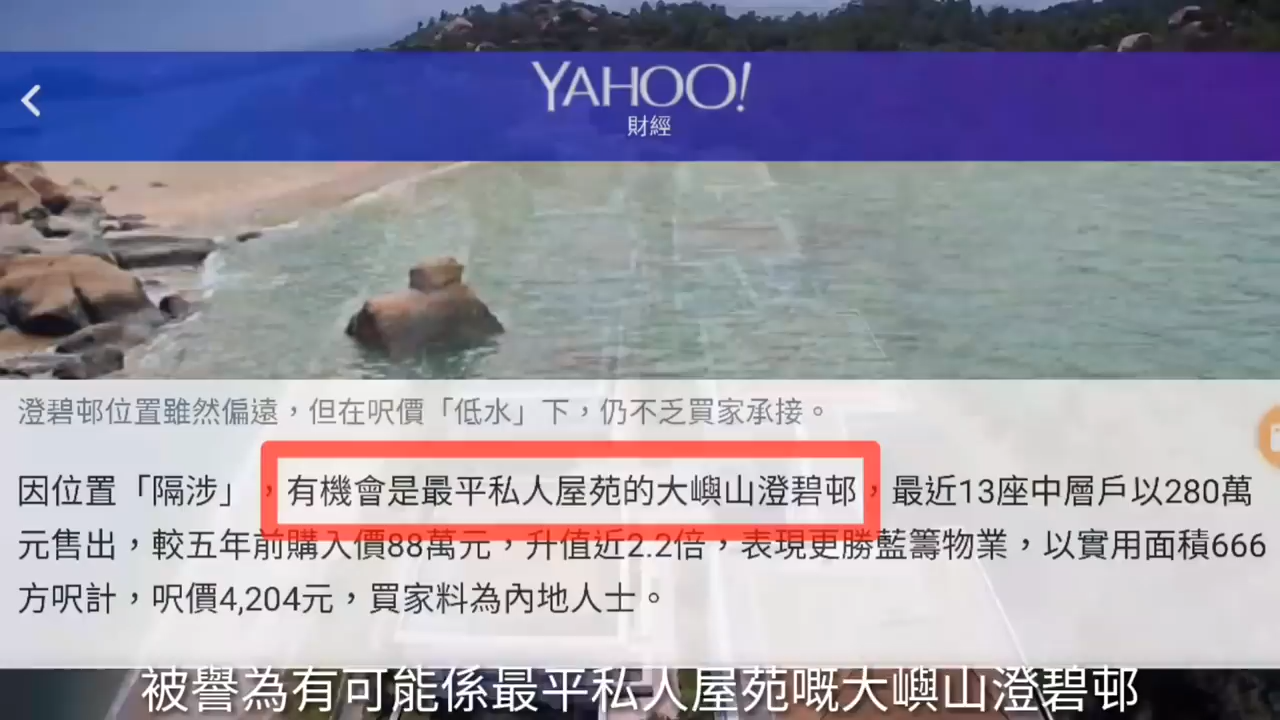 YAHOO!
財經
澄碧邨位置雖然偏遠，但在呎價「低水」下，仍不乏買家承接。
因位置「隔涉」，有機會是最平私人屋苑的大嶼山澄碧邨，最近13座中層戶以280萬
元售出，較五年前購入價88萬元，升值近2.2倍，表現更勝藍籌物業，以實用面積666
方呎計，呎價4,204元，買家料為內地人士。
被譽為有可能係最平私人屋苑嘅大嶼山澄碧邨